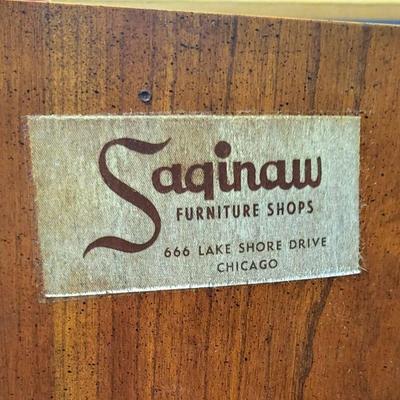 Saginaw
FURNITURE SHOPS
666 LAKE SHORE DRIVE
CHICAGO